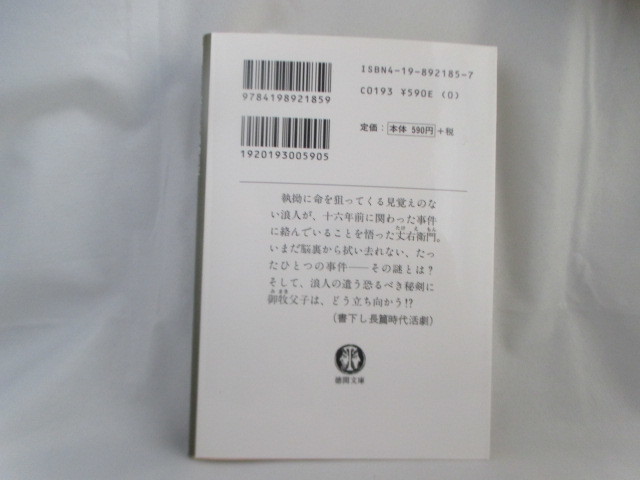 ISBN4-19-892185-7
C0193 ¥590E (0)
9784198921859
定価：本体 590円+税
1920193005905
執拗に命を狙ってくる見覚えのな
い浪人が、十六年前に関わった事件
に絡んでいることを悟った丈右衛門。
いまだ脳裏から拭い去れない、たっ
たひとつの事件――その謎とは？
そして、浪人の遣う恐るべき秘剣に
御牧父子は、どう立ち向かう!?
（書下し長篇時代活劇）
徳間文庫